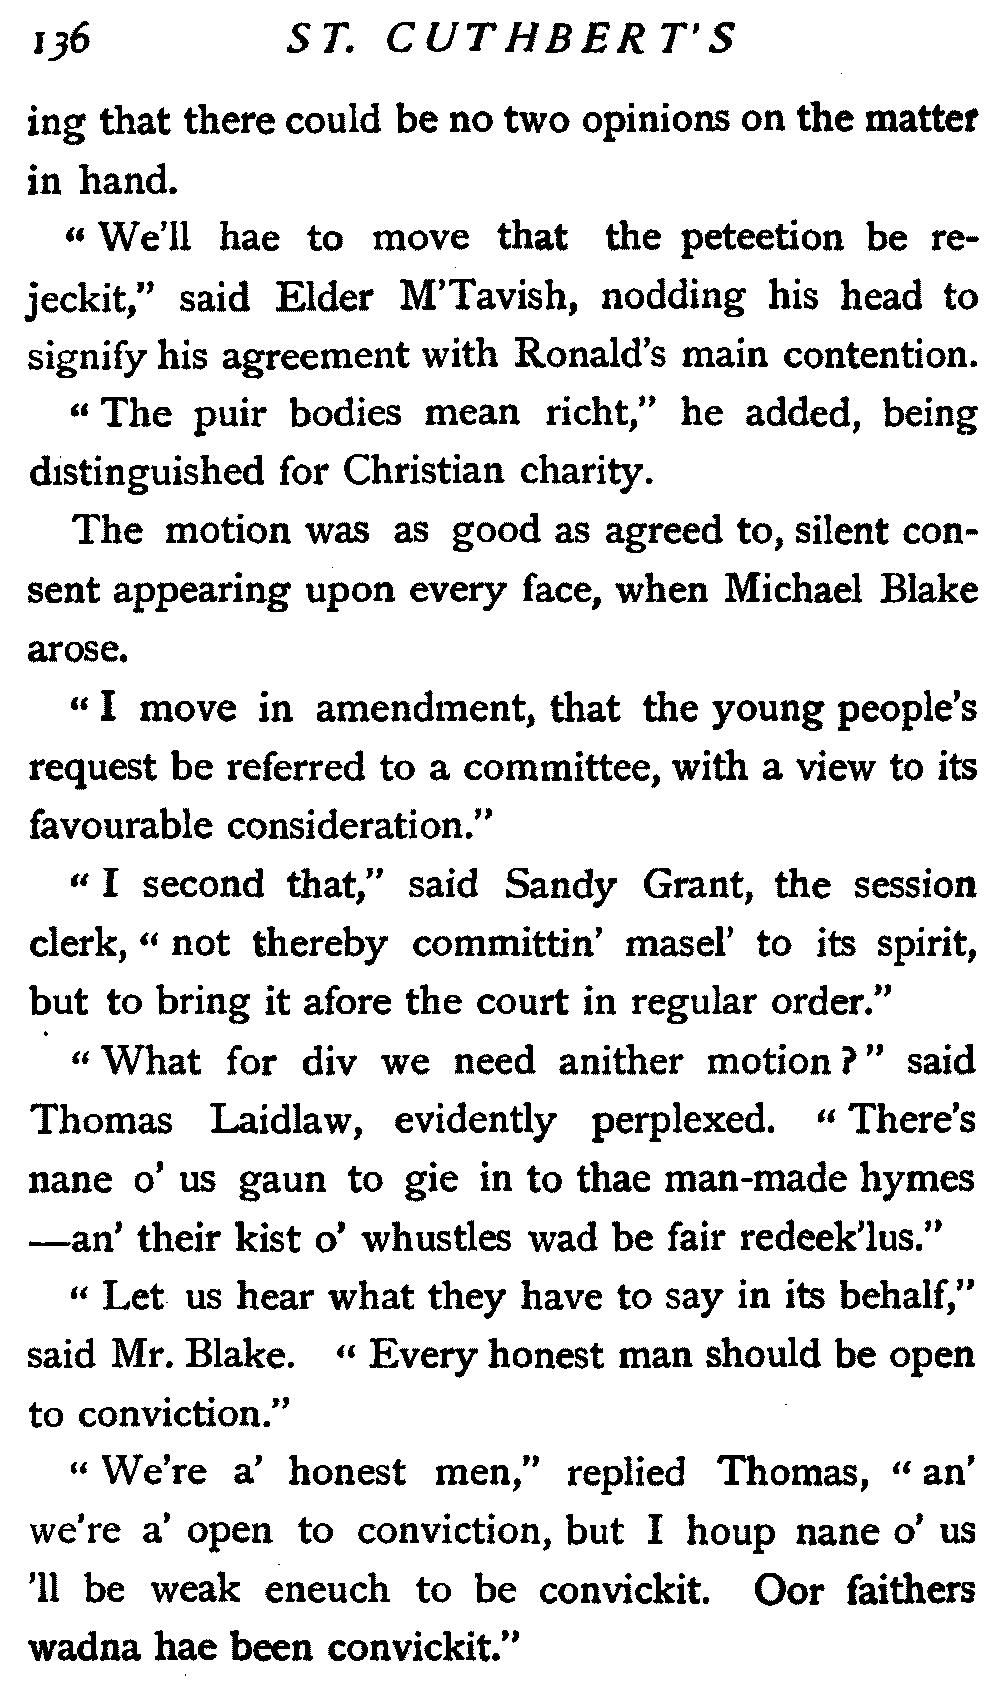 136 ST. CUTHBERT'S
ing that there could be no two opinions on the matter
in hand.
“ We'll hae to move that the peteetion be re-
jeckit,” said Elder M'Tavish, nodding his head to
signify his agreement with Ronald's main contention.
“ The puir bodies mean richt,” he added, being
distinguished for Christian charity.
The motion was as good as agreed to, silent con-
sent appearing upon every face, when Michael Blake
arose.
“ I move in amendment, that the young people's
request be referred to a committee, with a view to its
favourable consideration.”
“ I second that,” said Sandy Grant, the session
clerk, “ not thereby committin' masel' to its spirit,
but to bring it afore the court in regular order.”
“ What for div we need anither motion ? ” said
Thomas Laidlaw, evidently perplexed. “ There's
nane o' us gaun to gie in to thae man-made hymes
—an' their kist o' whustles wad be fair redeek'lus.”
“ Let us hear what they have to say in its behalf,”
said Mr. Blake. “ Every honest man should be open
to conviction.”
“ We're a' honest men,” replied Thomas, “ an'
we're a' open to conviction, but I houp nane o' us
'll be weak eneuch to be convickit. Oor faithers
wadna hae been convickit.”